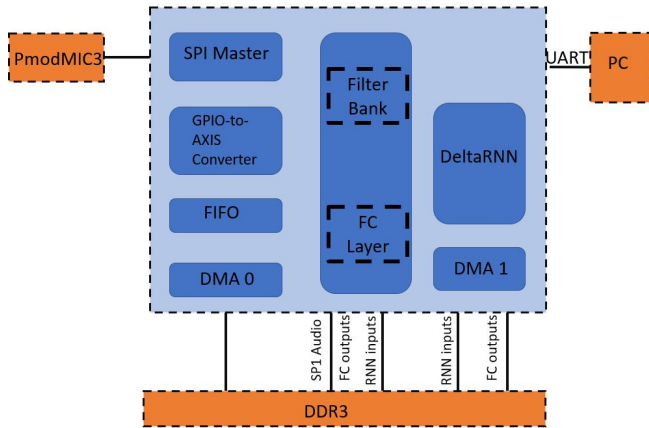 PmodMIC3
SPI Master
GPIO-to-
AXIS
Converter
FIFO
DMA 0
Filter
Bank
FC
Layer
DeltaRNN
DMA 1
UART
PC
SP1 Audio
FC outputs
RNN inputs
RNN inputs
FC outputs
DDR3